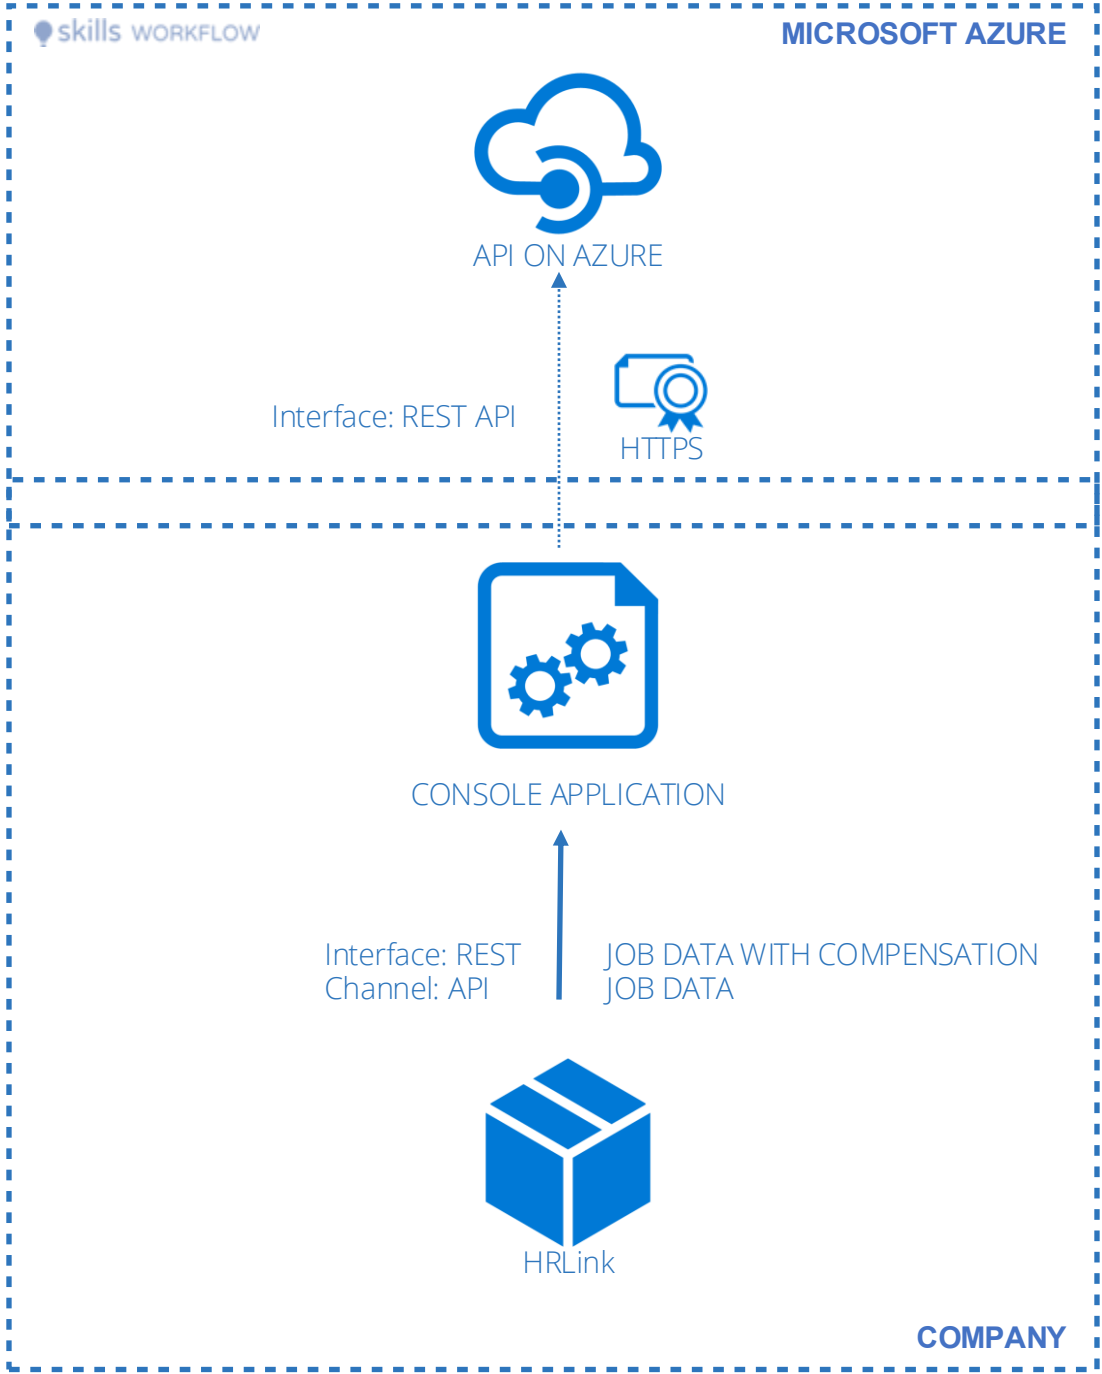 skills WORKFLOW
MICROSOFT AZURE
API ON AZURE
Interface: REST API
HTTPS
CONSOLE APPLICATION
Interface: REST
Channel: API
JOB DATA WITH COMPENSATION
JOB DATA
HRLink
COMPANY